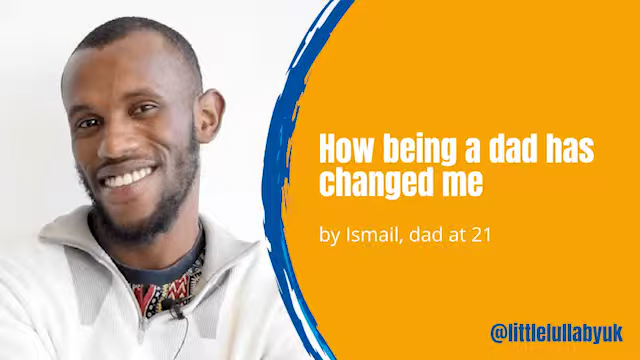 How being a dad has
changed me
by Ismail, dad at 21
@littlelullabyuk